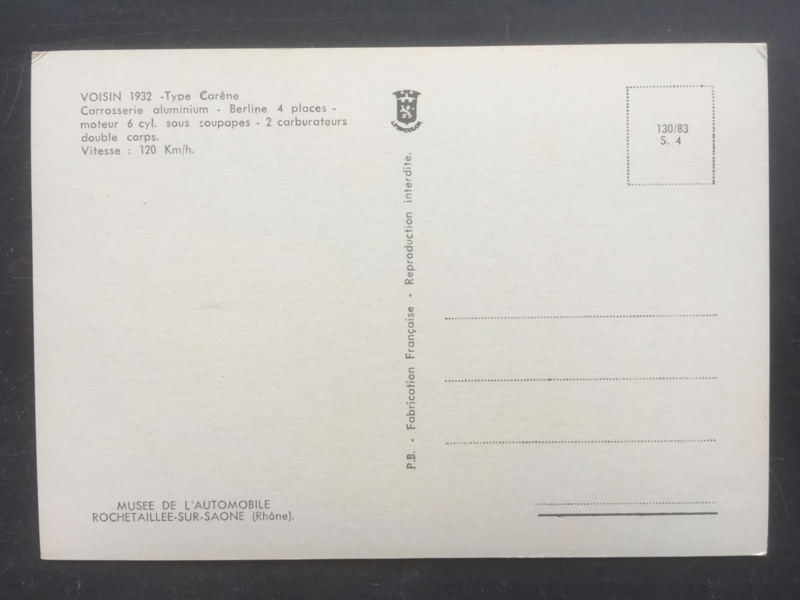 VOISIN 1932 - Type Carène
Carrosserie aluminium - Berline 4 places -
moteur 6 cyl. sous soupapes - 2 carburateurs
double corps.
Vitesse : 120 Km/h.
130/83
S. 4
P.B. - Fabrication Française - Reproduction interdite.
MUSEE DE L'AUTOMOBILE
ROCHETAILLEE-SUR-SAONE (Rhône).